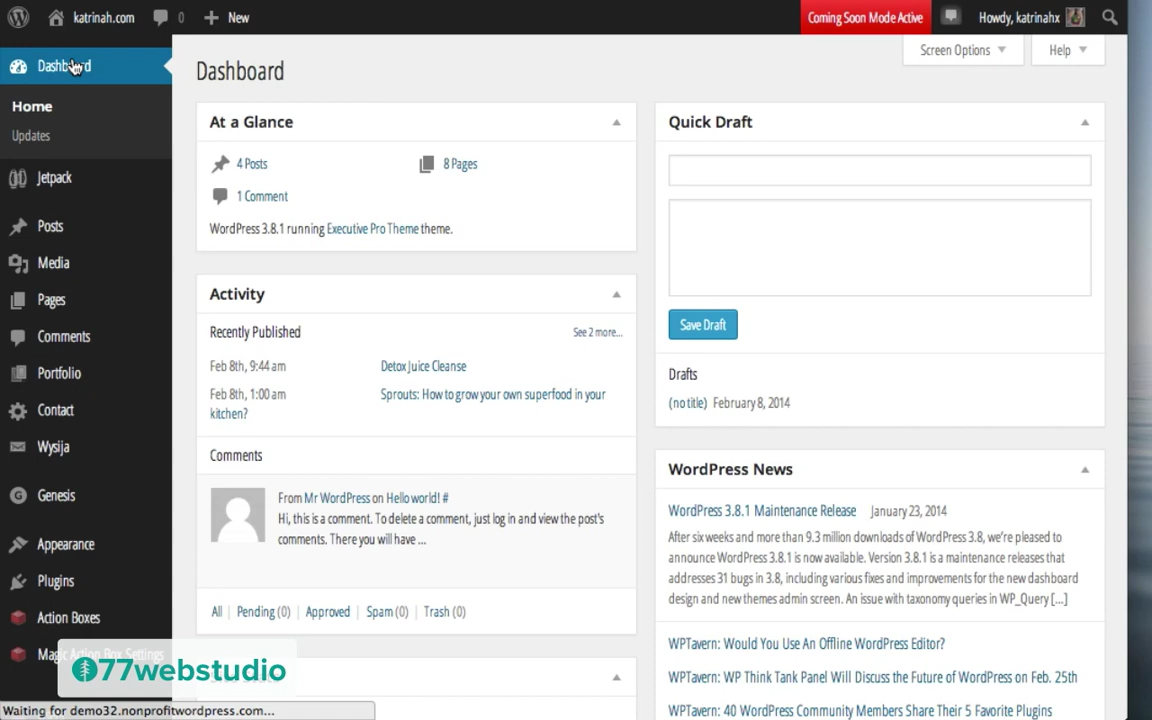 katrinah.com 0 New Coming Soon Mode Active Howdy, katrinahx
Screen Options Help
Dashboard
Home
Updates
Jetpack
Posts
Media
Pages
Comments
Portfolio
Contact
Wysija
Genesis
Appearance
Plugins
Action Boxes
Magic Action Box Settings
Dashboard
At a Glance
4 Posts 8 Pages
1 Comment
WordPress 3.8.1 running Executive Pro Theme theme.
Activity
Recently Published See 2 more...
Feb 8th, 9:44 am Detox Juice Cleanse
Feb 8th, 1:00 am Sprouts: How to grow your own superfood in your
kitchen?
Comments
From Mr WordPress on Hello world! #
Hi, this is a comment. To delete a comment, just log in and view the post's
comments. There you will have ...
All | Pending (0) | Approved | Spam (0) | Trash (0)
Quick Draft
Save Draft
Drafts
(no title) February 8, 2014
WordPress News
WordPress 3.8.1 Maintenance Release January 23, 2014
After six weeks and more than 9.3 million downloads of WordPress 3.8, we're pleased to
announce WordPress 3.8.1 is now available. Version 3.8.1 is a maintenance releases that
addresses 31 bugs in 3.8, including various fixes and improvements for the new dashboard
design and new themes admin screen. An issue with taxonomy queries in WP_Query [...]
WPTavern: Would You Use An Offline WordPress Editor?
WPTavern: WP Think Tank Panel Will Discuss the Future of WordPress on Feb. 25th
WPTavern: 40 WordPress Community Members Share Their 5 Favorite Plugins
77webstudio
Waiting for demo32.nonprofitwordpress.com...